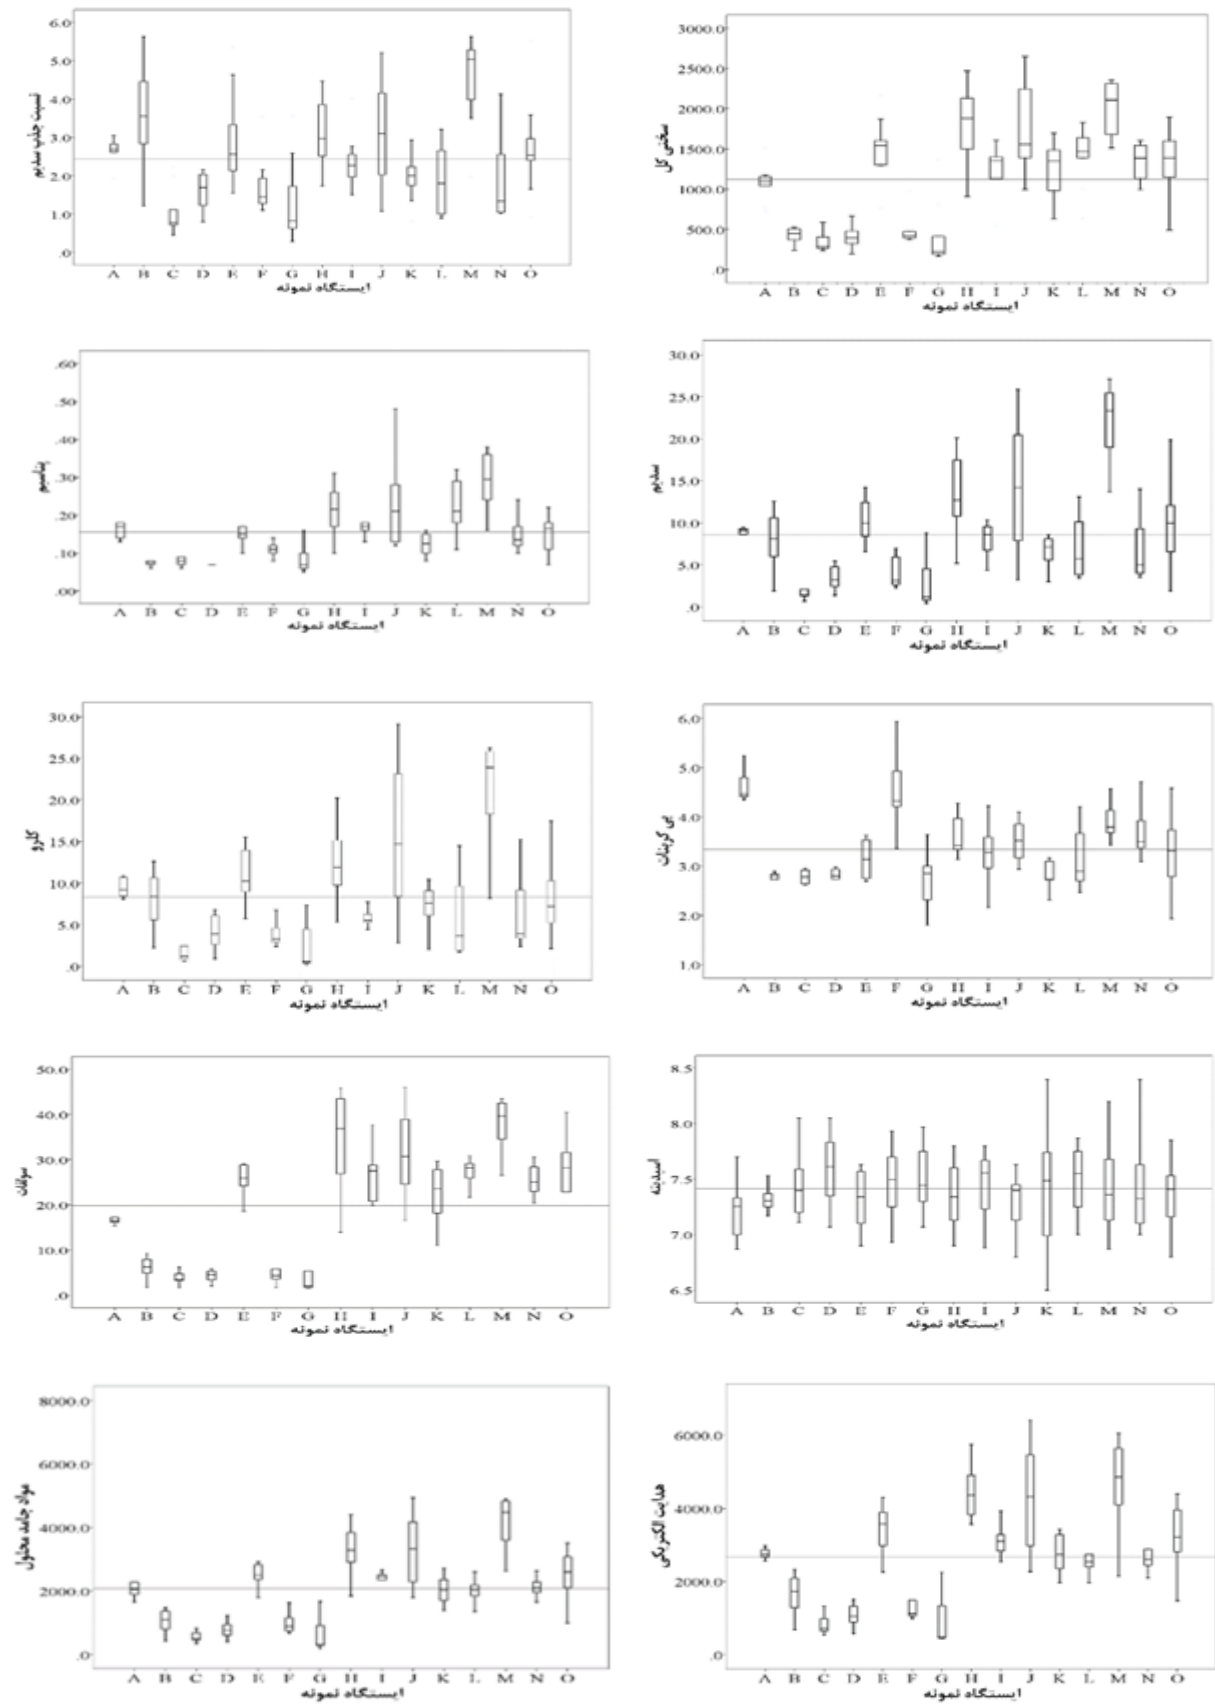 نسبت جذب سدیم
6.0
5.0
4.0
3.0
2.0
1.0
.0
A B C D E F G H I J K L M N O
ایستگاه نمونه
سختی کل
3000.0
2500.0
2000.0
1500.0
1000.0
500.0
.0
A B C D E F G H I J K L M N O
ایستگاه نمونه
پتاسیم
.60
.50
.40
.30
.20
.10
.00
A B C D E F G H I J K L M N O
ایستگاه نمونه
سدیم
30.0
25.0
20.0
15.0
10.0
5.0
.0
A B C D E F G H I J K L M N O
ایستگاه نمونه
کلرو
30.0
25.0
20.0
15.0
10.0
5.0
.0
A B C D E F G H I J K L M N O
ایستگاه نمونه
بی کربنات
6.0
5.0
4.0
3.0
2.0
1.0
A B C D E F G H I J K L M N O
ایستگاه نمونه
سولفات
50.0
40.0
30.0
20.0
10.0
.0
A B C D E F G H I J K L M N O
ایستگاه نمونه
اسیدیته
8.5
8.0
7.5
7.0
6.5
A B C D E F G H I J K L M N O
ایستگاه نمونه
مواد جامد محلول
8000.0
6000.0
4000.0
2000.0
.0
A B C D E F G H I J K L M N O
ایستگاه نمونه
هدایت الکتریکی
6000.0
4000.0
2000.0
.0
A B C D E F G H I J K L M N O
ایستگاه نمونه